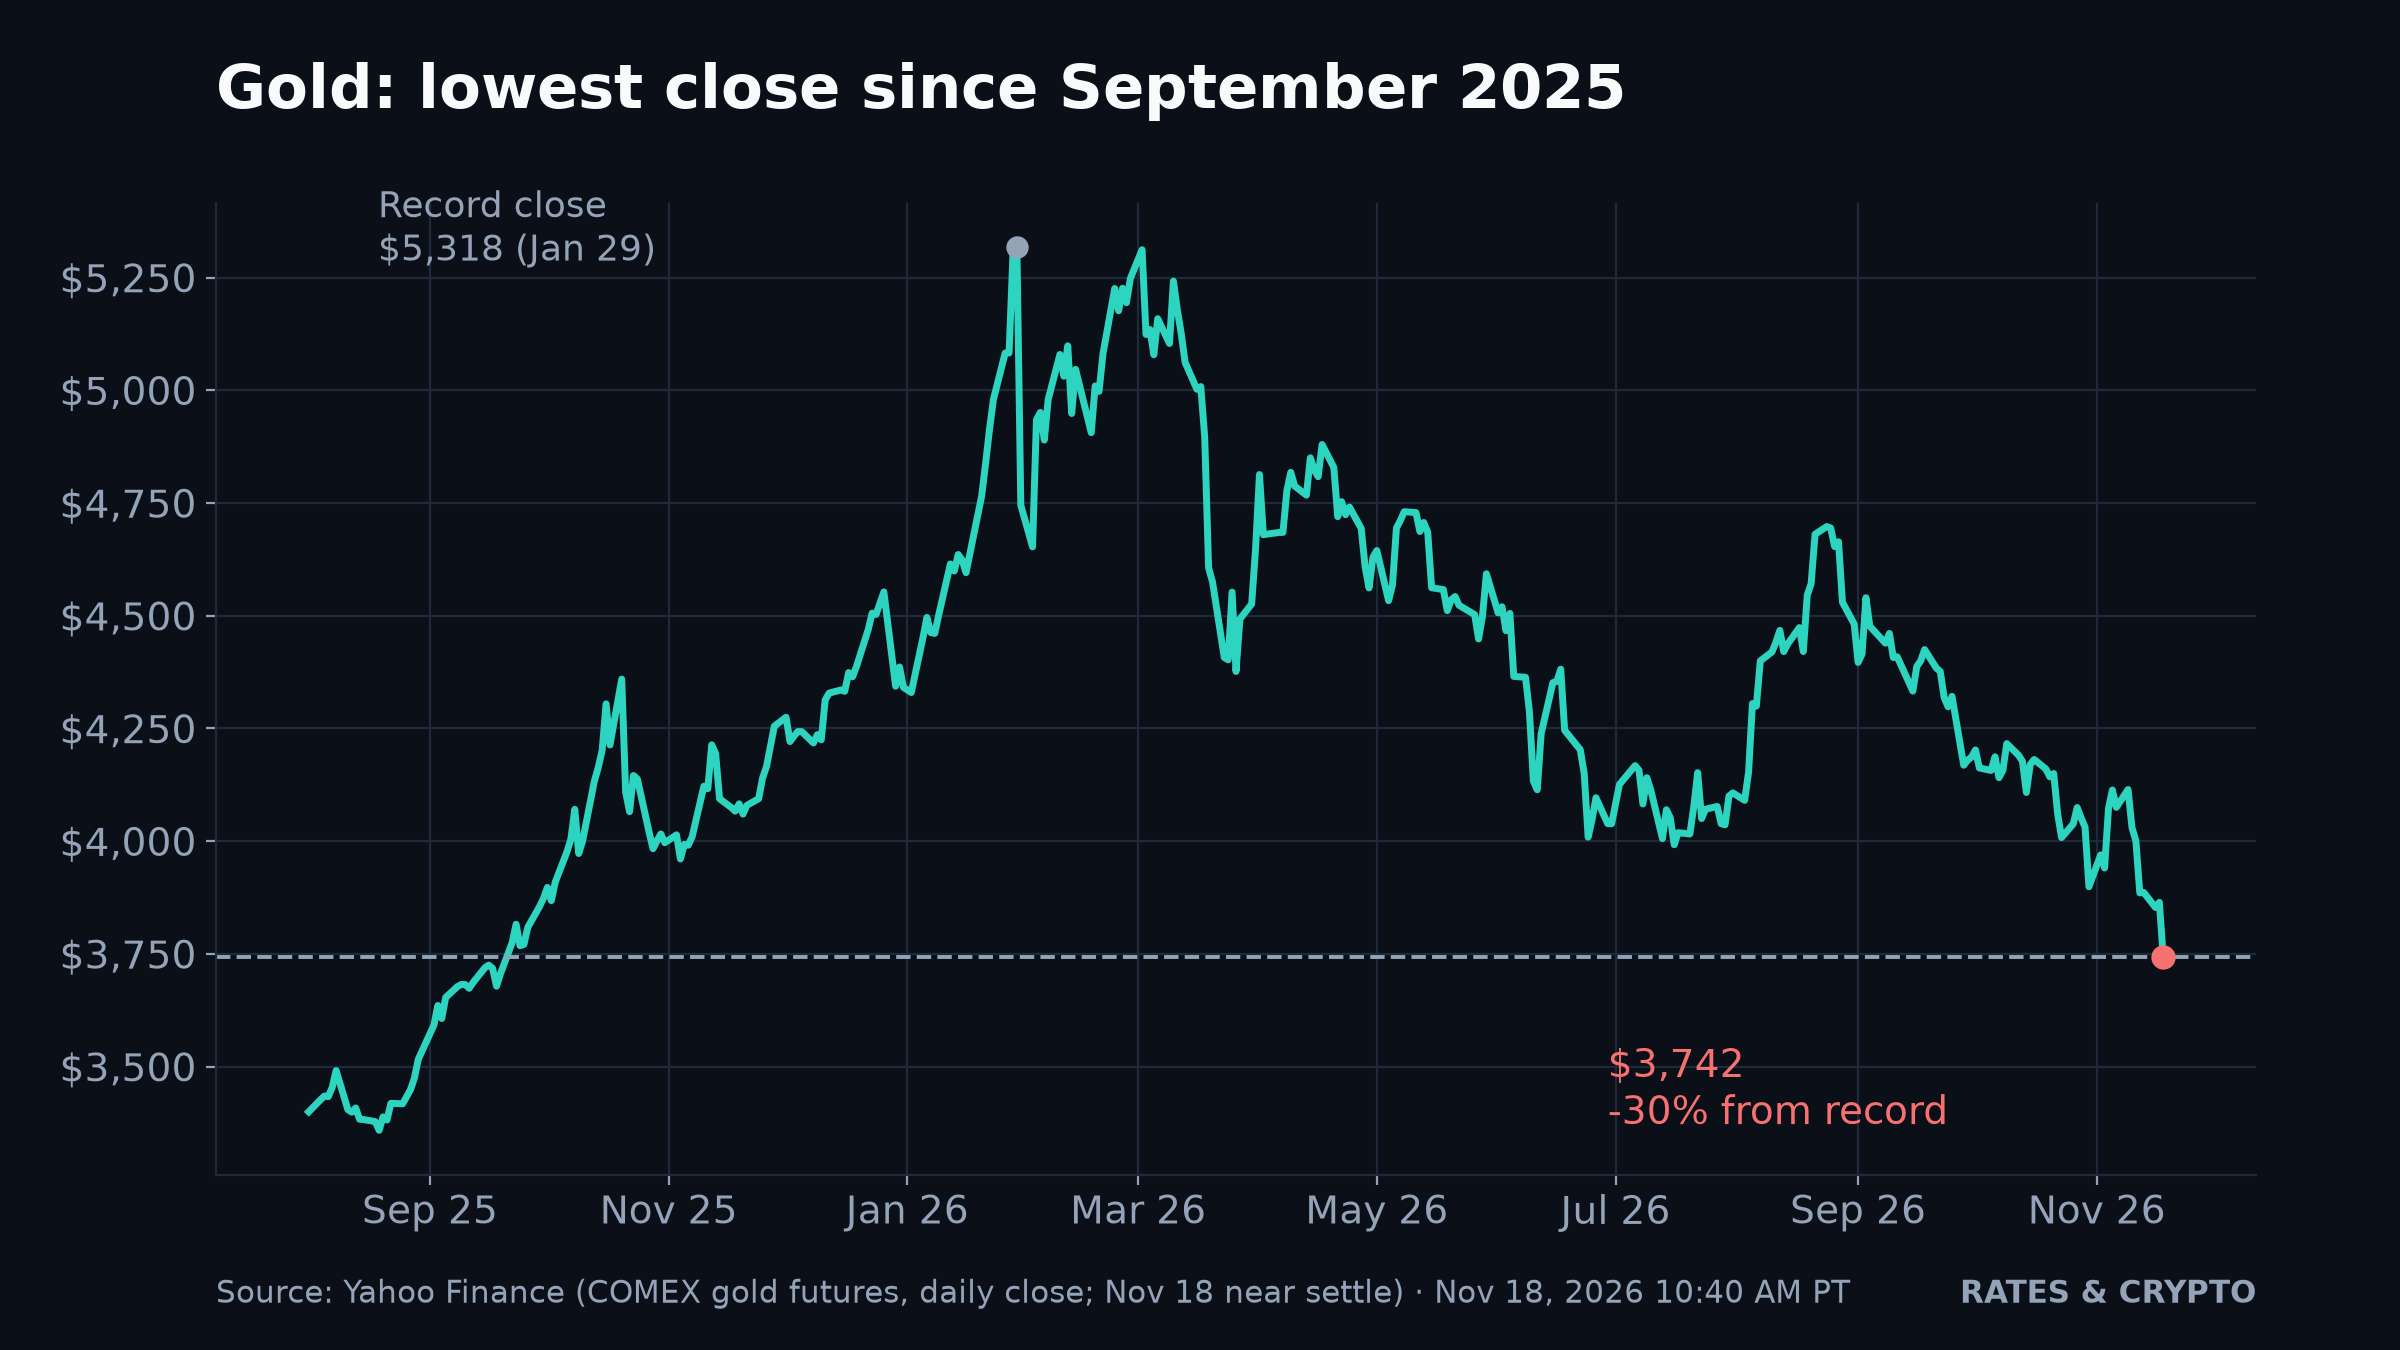 Gold: lowest close since September 2025
Record close
$5,318 (Jan 29)
$5,250
$5,000
$4,750
$4,500
$4,250
$4,000
$3,750
$3,500
$3,742
-30% from record
Sep 25
Nov 25
Jan 26
Mar 26
May 26
Jul 26
Sep 26
Nov 26
Source: Yahoo Finance (COMEX gold futures, daily close; Nov 18 near settle) · Nov 18, 2026 10:40 AM PT
RATES & CRYPTO